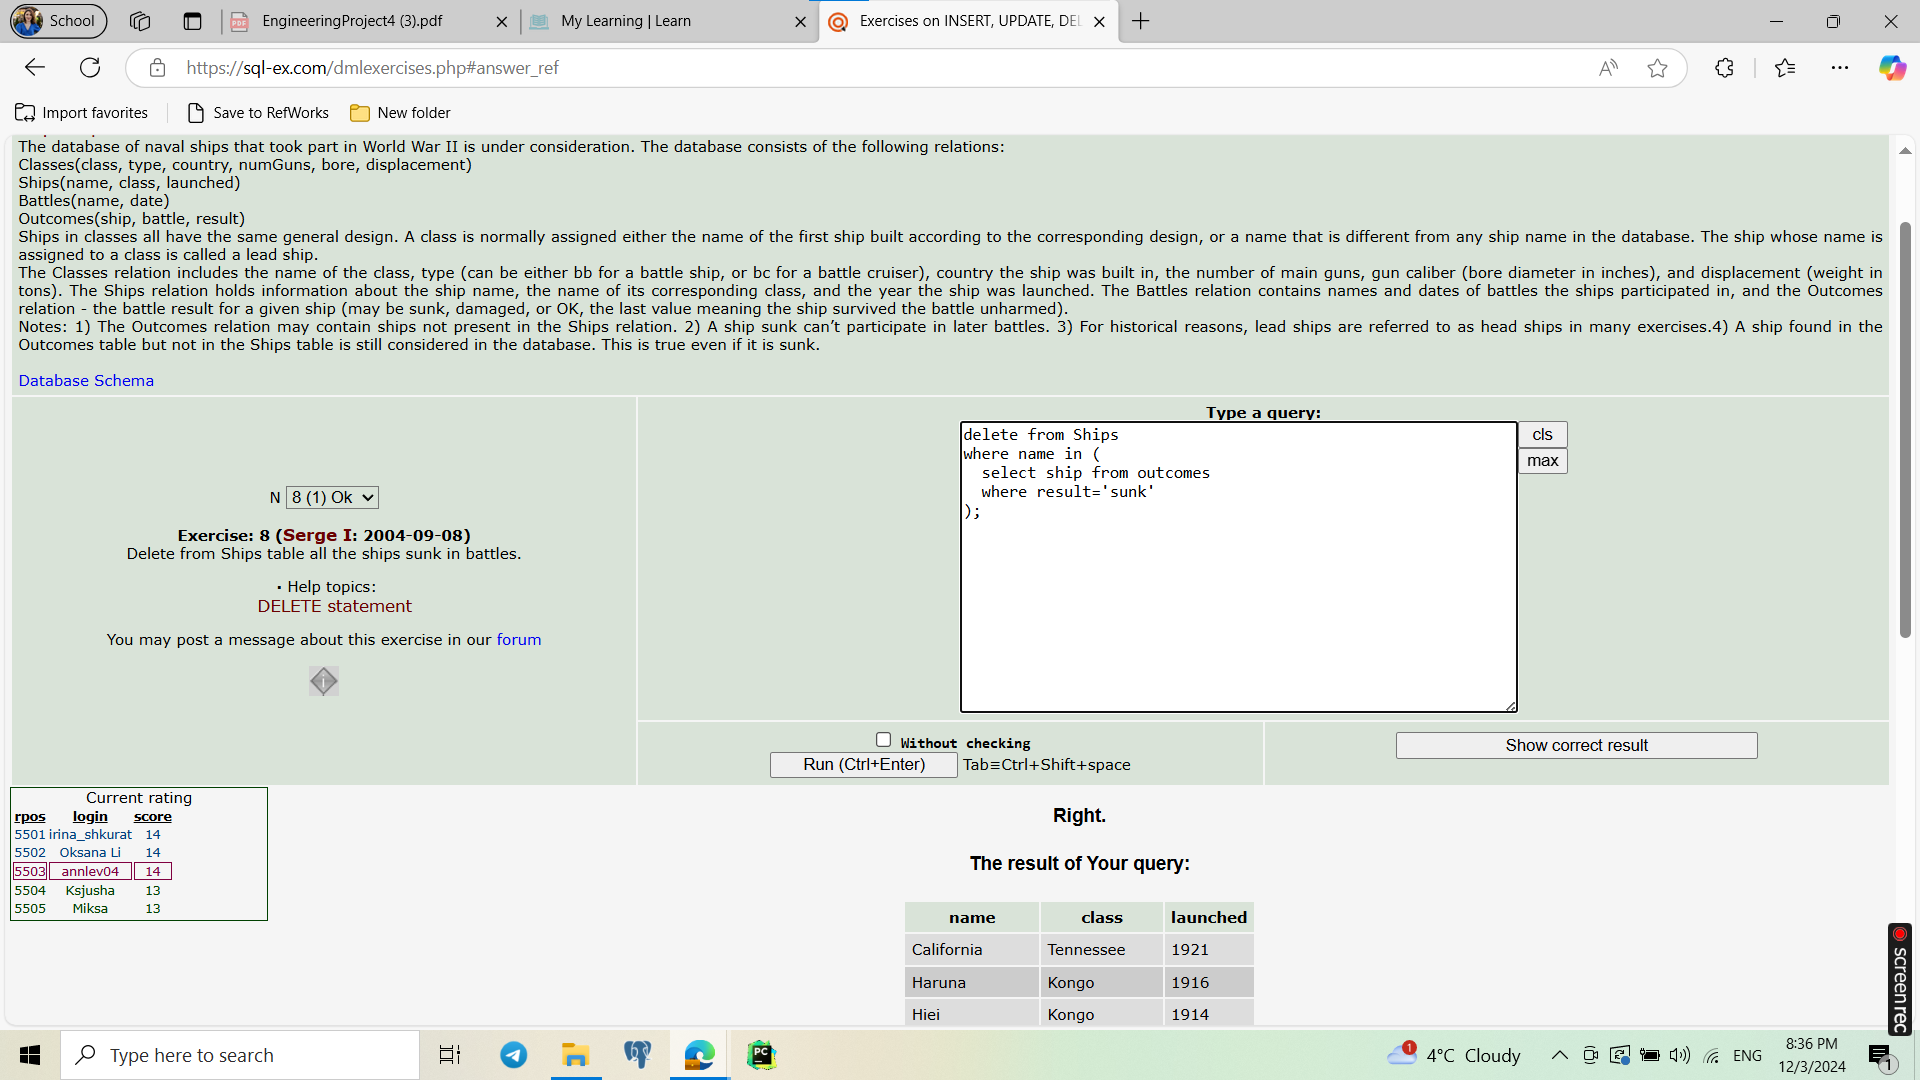 School
EngineeringProject4 (3).pdf
My Learning | Learn
Exercises on INSERT, UPDATE, DEL
https://sql-ex.com/dmlexercises.php#answer_ref
Import favorites
Save to RefWorks
New folder
The database of naval ships that took part in World War II is under consideration. The database consists of the following relations:
Classes(class, type, country, numGuns, bore, displacement)
Ships(name, class, launched)
Battles(name, date)
Outcomes(ship, battle, result)
Ships in classes all have the same general design. A class is normally assigned either the name of the first ship built according to the corresponding design, or a name that is different from any ship name in the database. The ship whose name is
assigned to a class is called a lead ship.
The Classes relation includes the name of the class, type (can be either bb for a battle ship, or bc for a battle cruiser), country the ship was built in, the number of main guns, gun caliber (bore diameter in inches), and displacement (weight in
tons). The Ships relation holds information about the ship name, the name of its corresponding class, and the year the ship was launched. The Battles relation contains names and dates of battles the ships participated in, and the Outcomes
relation - the battle result for a given ship (may be sunk, damaged, or OK, the last value meaning the ship survived the battle unharmed).
Notes: 1) The Outcomes relation may contain ships not present in the Ships relation. 2) A ship sunk can’t participate in later battles. 3) For historical reasons, lead ships are referred to as head ships in many exercises.4) A ship found in the
Outcomes table but not in the Ships table is still considered in the database. This is true even if it is sunk.
Database Schema
N 8 (1) Ok
Exercise: 8 (Serge I: 2004-09-08)
Delete from Ships table all the ships sunk in battles.
· Help topics:
DELETE statement
You may post a message about this exercise in our forum
Type a query:
delete from Ships
where name in (
  select ship from outcomes
  where result='sunk'
);
cls
max
Without checking
Run (Ctrl+Enter) Tab≡Ctrl+Shift+space
Show correct result
Current rating
rpos login score
5501 irina_shkurat 14
5502 Oksana Li 14
5503 annlev04 14
5504 Ksjusha 13
5505 Miksa 13
Right.
The result of Your query:
name class launched
California Tennessee 1921
Haruna Kongo 1916
Hiei Kongo 1914
screenrec
Type here to search
PC
1
4°C Cloudy
ENG
8:36 PM
12/3/2024
1